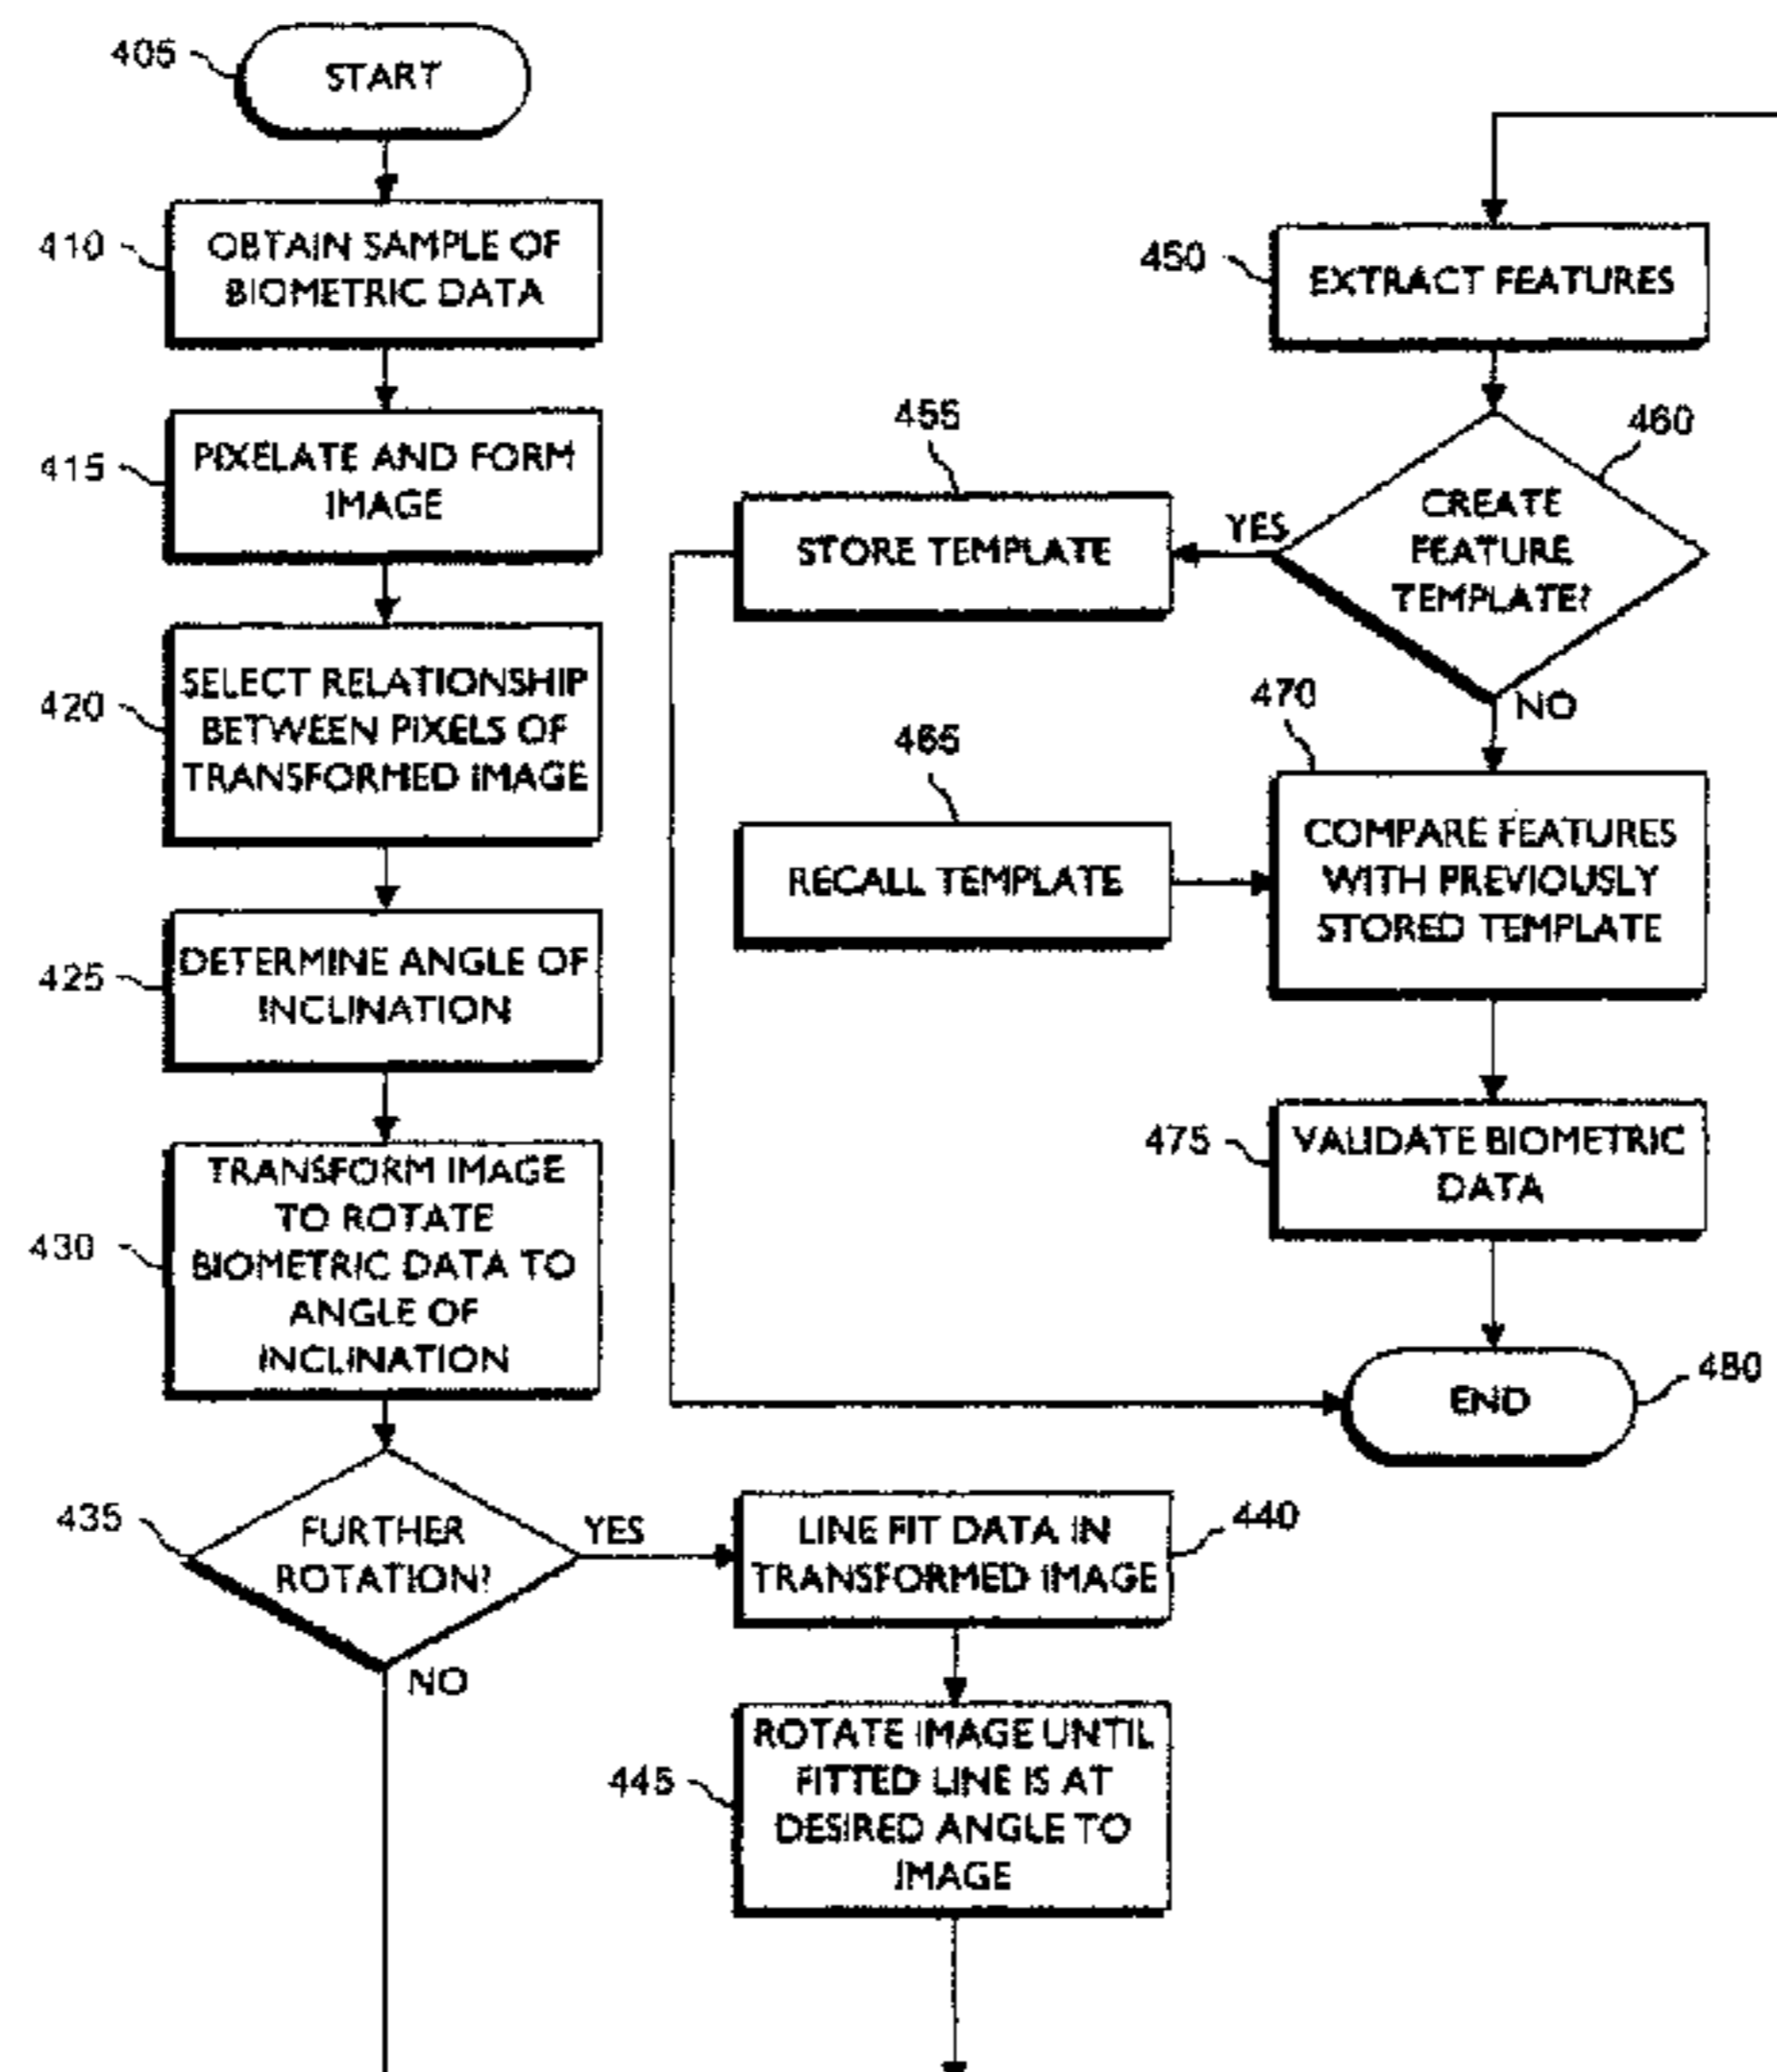 405
START
410
OBTAIN SAMPLE OF
BIOMETRIC DATA
415
PIXELATE AND FORM
IMAGE
420
SELECT RELATIONSHIP
BETWEEN PIXELS OF
TRANSFORMED IMAGE
425
DETERMINE ANGLE OF
INCLINATION
430
TRANSFORM IMAGE
TO ROTATE
BIOMETRIC DATA TO
ANGLE OF
INCLINATION
435
FURTHER
ROTATION?
YES
NO
440
LINE FIT DATA IN
TRANSFORMED IMAGE
445
ROTATE IMAGE UNTIL
FITTED LINE IS AT
DESIRED ANGLE TO
IMAGE
450
EXTRACT FEATURES
460
CREATE
FEATURE
TEMPLATE?
YES
NO
455
STORE TEMPLATE
465
RECALL TEMPLATE
470
COMPARE FEATURES
WITH PREVIOUSLY
STORED TEMPLATE
475
VALIDATE BIOMETRIC
DATA
480
END